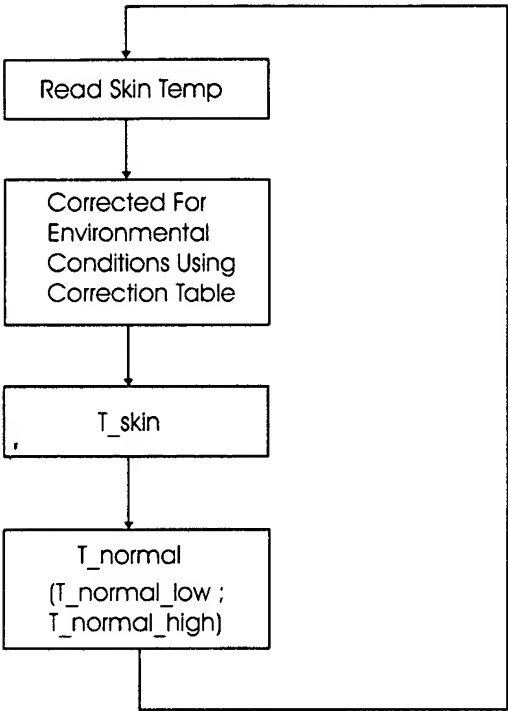 Read Skin Temp
Corrected For
Environmental
Conditions Using
Correction Table
T_skin
T_normal
(T_normal_low ;
T_normal_high)